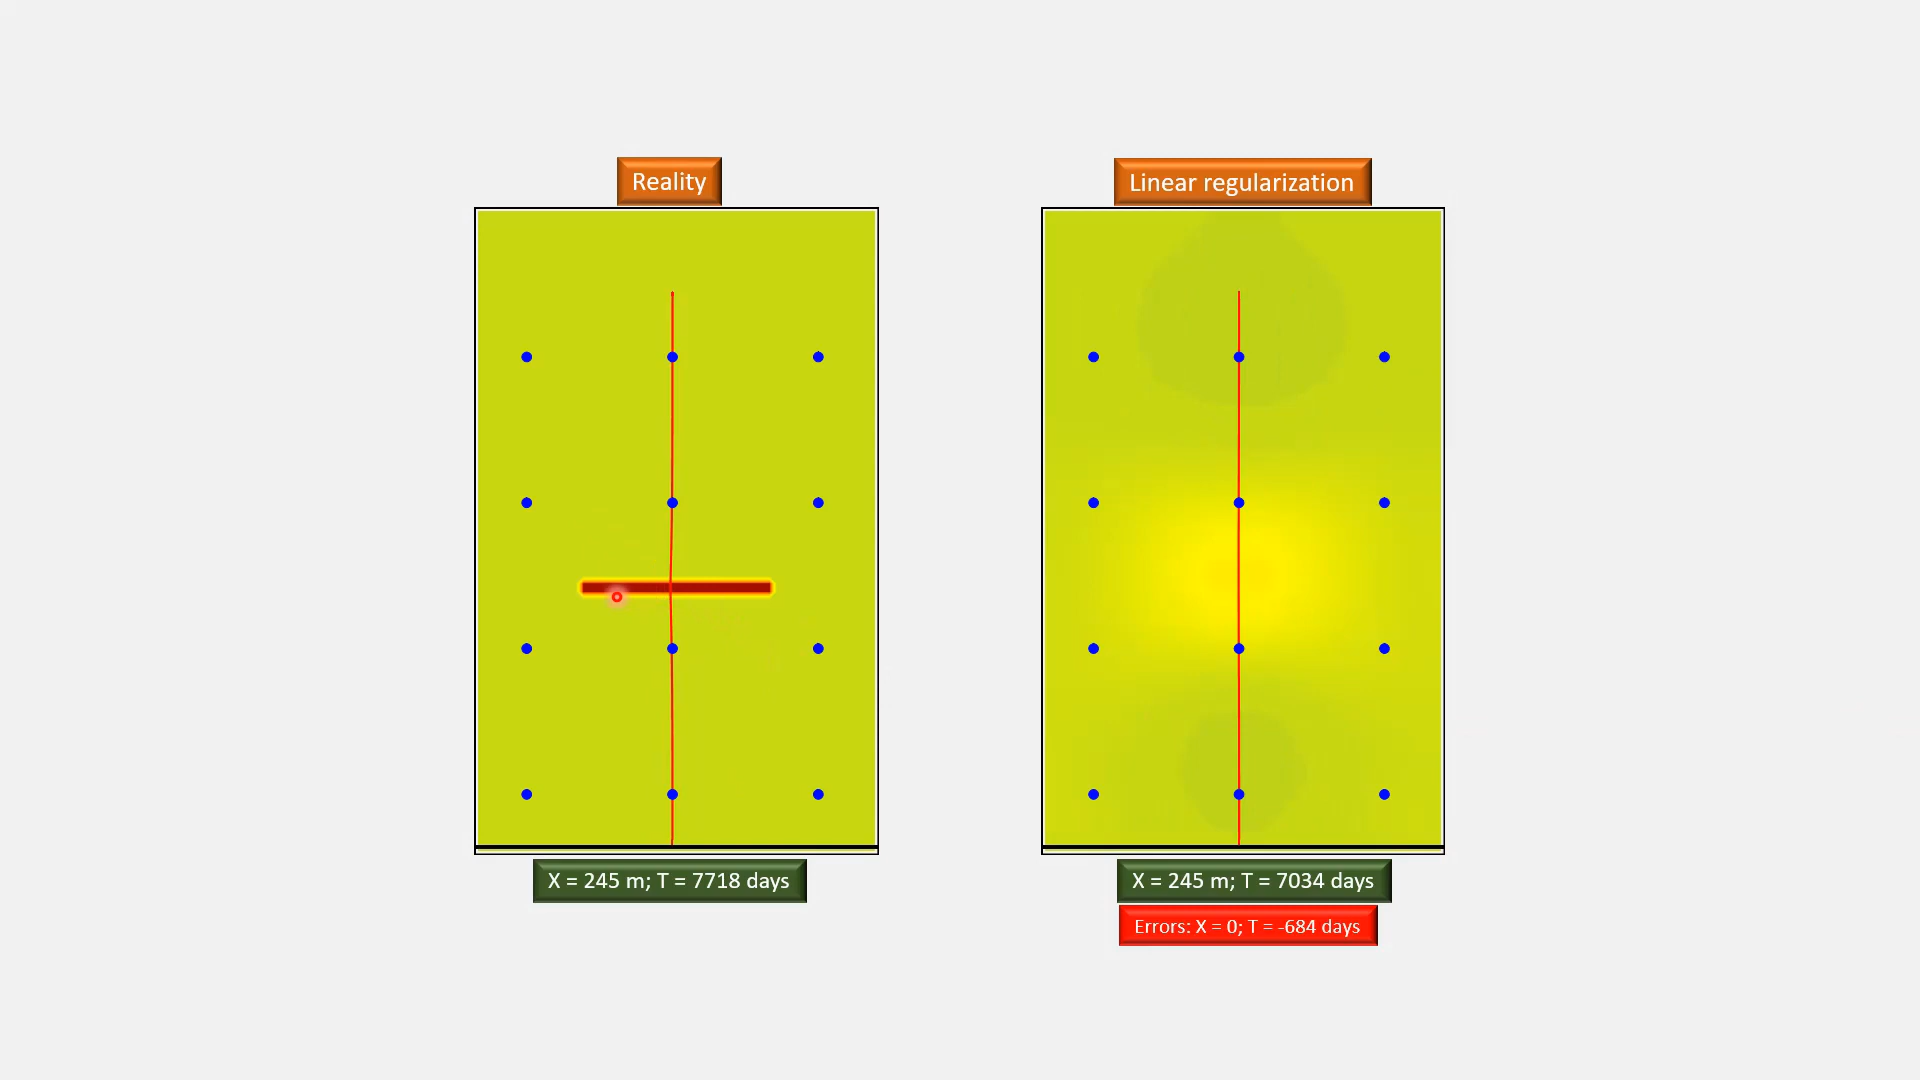 Reality
Linear regularization
X = 245 m; T = 7718 days
X = 245 m; T = 7034 days
Errors: X = 0; T = -684 days